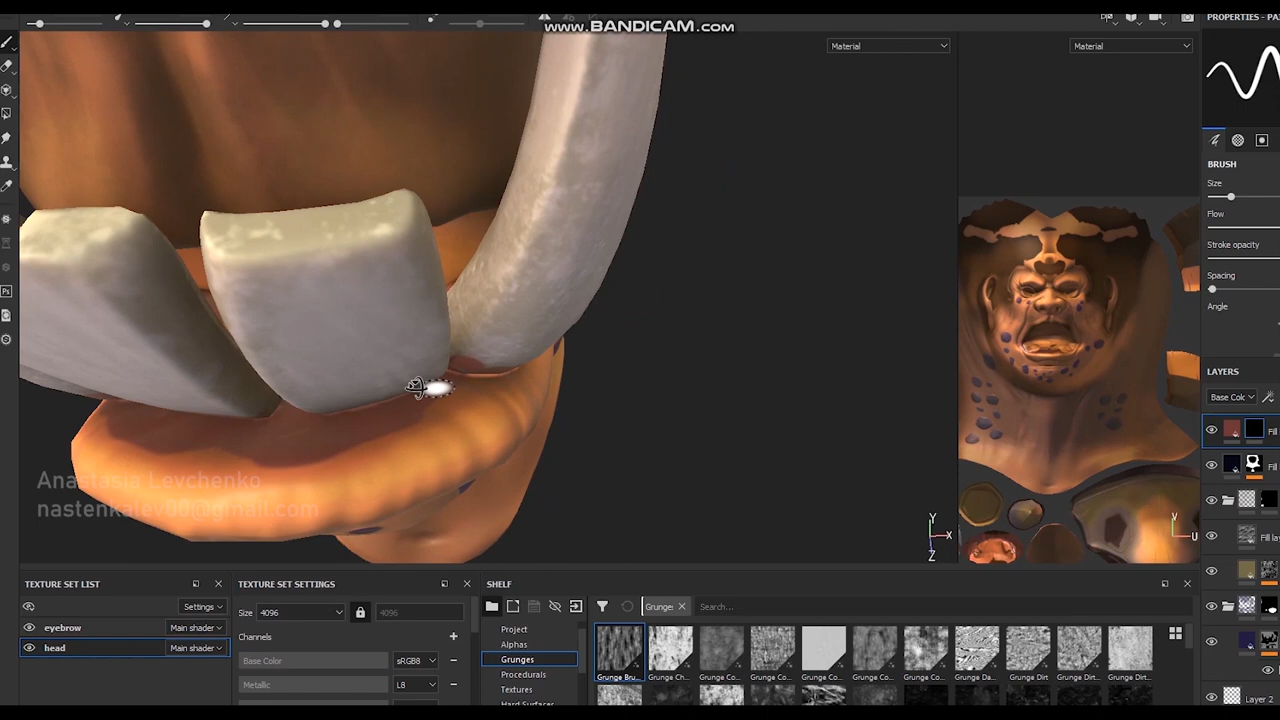 www.BANDICAM.com
PROPERTIES - PA
Material
Material
BRUSH
Size
Flow
Stroke opacity
Spacing
Angle
LAYERS
Base Col
Fill
Fill
Fill lay
Layer 2
Ps
Anastasia Levchenko
nastenkalev00@gmail.com
Y
X
Z
V
U
TEXTURE SET LIST
Settings
eyebrow
Main shader
head
Main shader
TEXTURE SET SETTINGS
Size
4096
4096
Channels
Base Color
sRGB8
Metallic
L8
SHELF
Grunge
Search...
Project
Alphas
Grunges
Procedurals
Textures
Hard Surfaces
Grunge Bru...
Grunge Ch...
Grunge Co...
Grunge Co...
Grunge Co...
Grunge Co...
Grunge Co...
Grunge Da...
Grunge Dirt
Grunge Dirt...
Grunge Dirt...